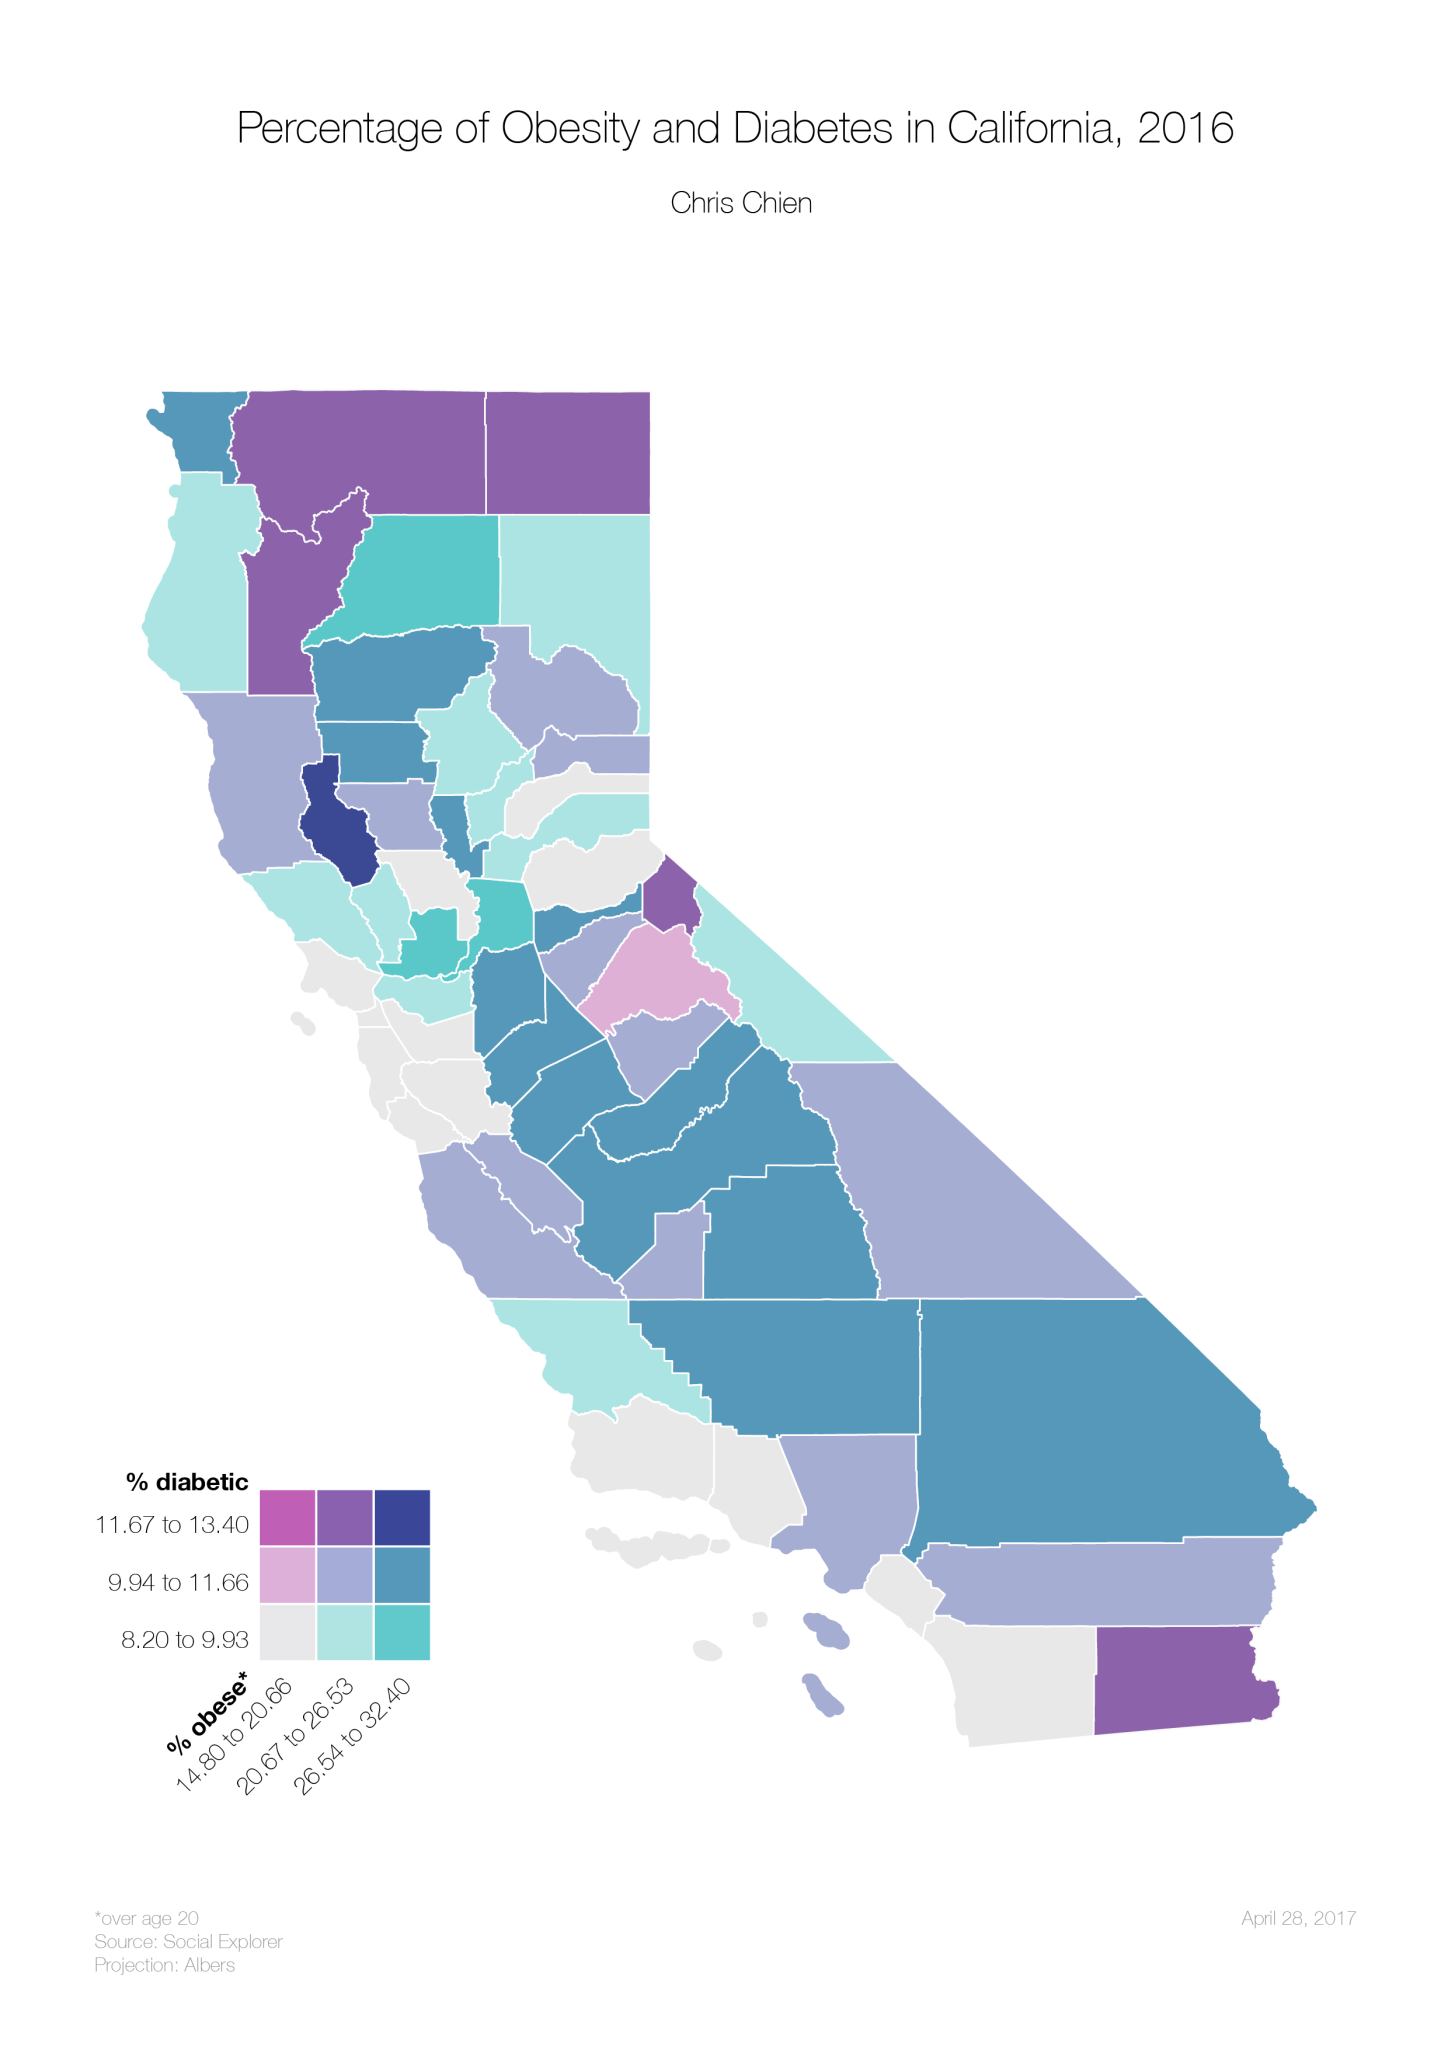 Percentage of Obesity and Diabetes in California, 2016
Chris Chien
% diabetic
11.67 to 13.40
9.94 to 11.66
8.20 to 9.93
% obese*
14.80 to 20.66
20.67 to 26.53
26.54 to 32.40
*over age 20
Source: Social Explorer
Projection: Albers
April 28, 2017